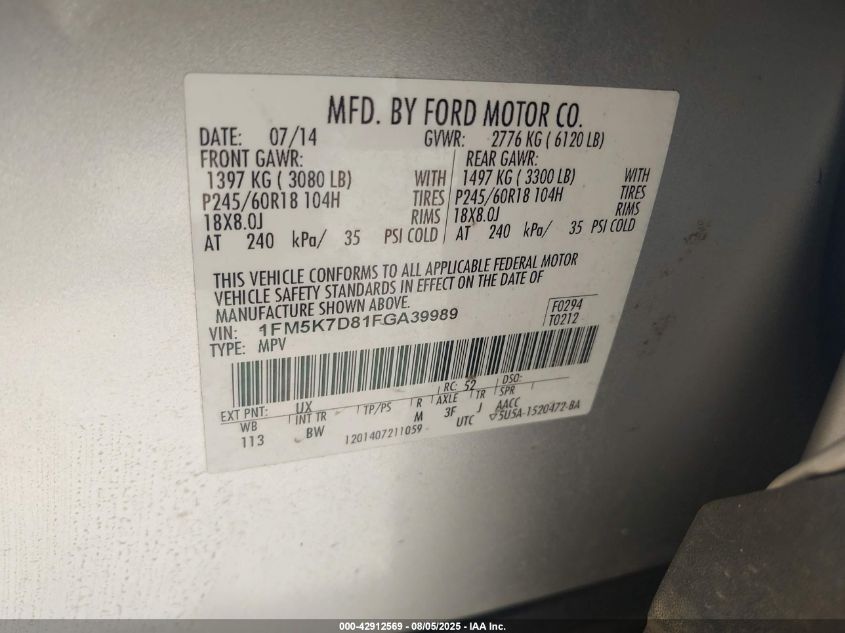 MFD. BY FORD MOTOR CO.
DATE: 07/14 GVWR: 2776 KG ( 6120 LB)
FRONT GAWR: REAR GAWR:
1397 KG ( 3080 LB) WITH 1497 KG ( 3300 LB) WITH
P245/60R18 104H TIRES P245/60R18 104H TIRES
18X8.0J RIMS 18X8.0J RIMS
AT 240 kPa/ 35 PSI COLD AT 240 kPa/ 35 PSI COLD
THIS VEHICLE CONFORMS TO ALL APPLICABLE FEDERAL MOTOR
VEHICLE SAFETY STANDARDS IN EFFECT ON THE DATE OF
MANUFACTURE SHOWN ABOVE.
VIN: 1FM5K7D81FGA39989 F0294
TYPE: MPV T0212
EXT PNT: UX RC: 52 DSO:
WB INT TR TP/PS R AXLE TR SPR
113 BW M 3F J AACC
1201407211059 UTC 5U5A-1520472-BA
000-42912569 - 08/05/2025 - IAA Inc.